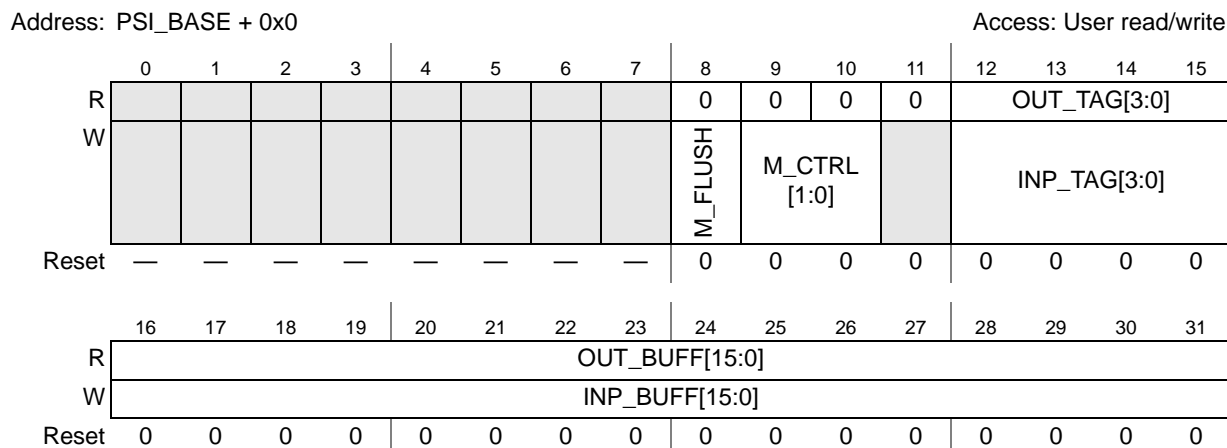 Address: PSI_BASE + 0x0 Access: User read/write
0 1 2 3 4 5 6 7 8 9 10 11 12 13 14 15
R 0 0 0 0 OUT_TAG[3:0]
W M_FLUSH M_CTRL [1:0] INP_TAG[3:0]
Reset — — — — — — — — 0 0 0 0 0 0 0 0
16 17 18 19 20 21 22 23 24 25 26 27 28 29 30 31
R OUT_BUFF[15:0]
W INP_BUFF[15:0]
Reset 0 0 0 0 0 0 0 0 0 0 0 0 0 0 0 0